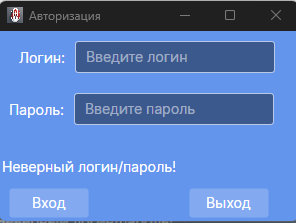 Авторизация
Логин: Введите логин
Пароль: Введите пароль
Неверный логин/пароль!
Вход Выход